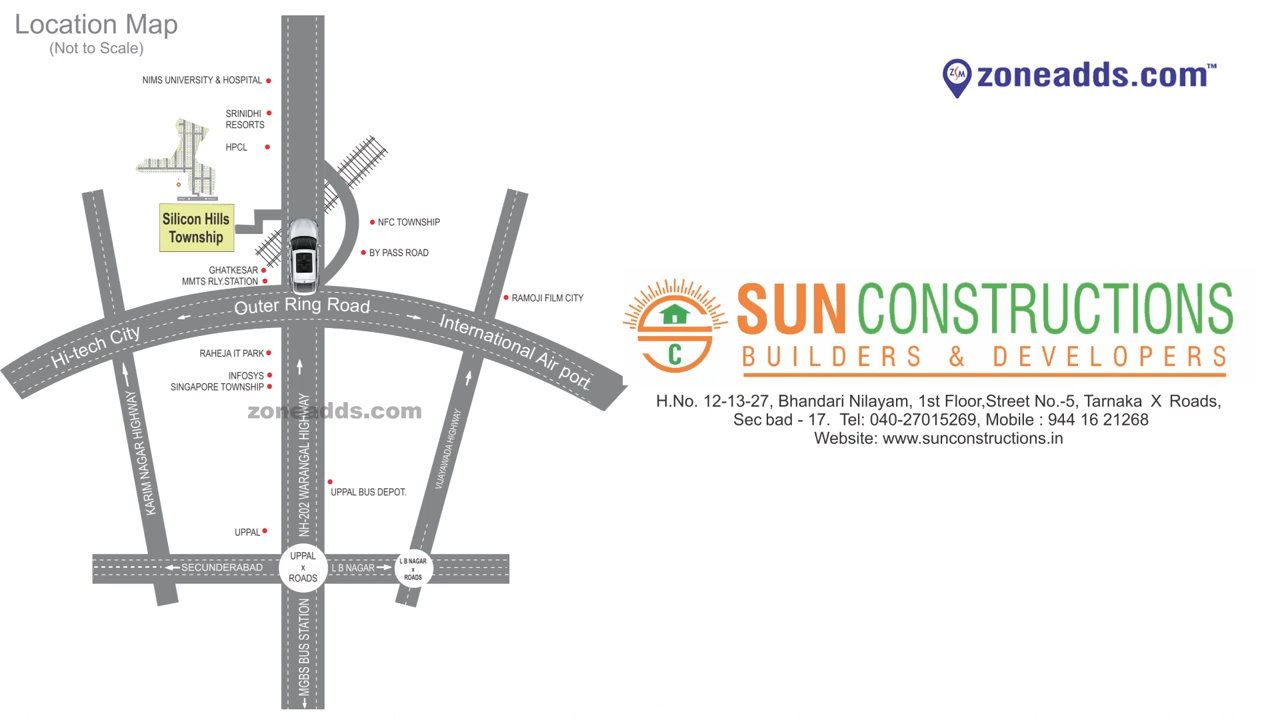 Location Map
(Not to Scale)
NIMS UNIVERSITY & HOSPITAL
SRINIDHI
RESORTS
HPCL
Silicon Hills
Township
NFC TOWNSHIP
BY PASS ROAD
GHATKESAR
MMTS RLY.STATION
RAMOJI FILM CITY
Hi-tech City
Outer Ring Road
International Air port
RAHEJA IT PARK
INFOSYS
SINGAPORE TOWNSHIP
zoneadds.com
KARIM NAGAR HIGHWAY
NH-202 WARANGAL HIGHWAY
VIJAYAWADA HIGHWAY
UPPAL BUS DEPOT.
UPPAL
SECUNDERABAD
UPPAL
X
ROADS
L B NAGAR
L B NAGAR
X
ROADS
MGBS BUS STATION
ZSM
zoneadds.com™
C
SUN CONSTRUCTIONS
BUILDERS & DEVELOPERS
H.No. 12-13-27, Bhandari Nilayam, 1st Floor,Street No.-5, Tarnaka X Roads,
Sec bad - 17. Tel: 040-27015269, Mobile : 944 16 21268
Website: www.sunconstructions.in